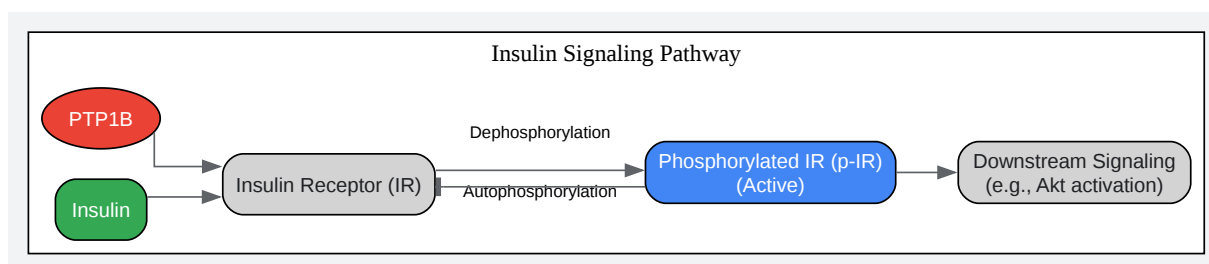 Insulin Signaling Pathway
PTP1B
Insulin
Insulin Receptor (IR)
Dephosphorylation
Autophosphorylation
Phosphorylated IR (p-IR)
(Active)
Downstream Signaling
(e.g., Akt activation)